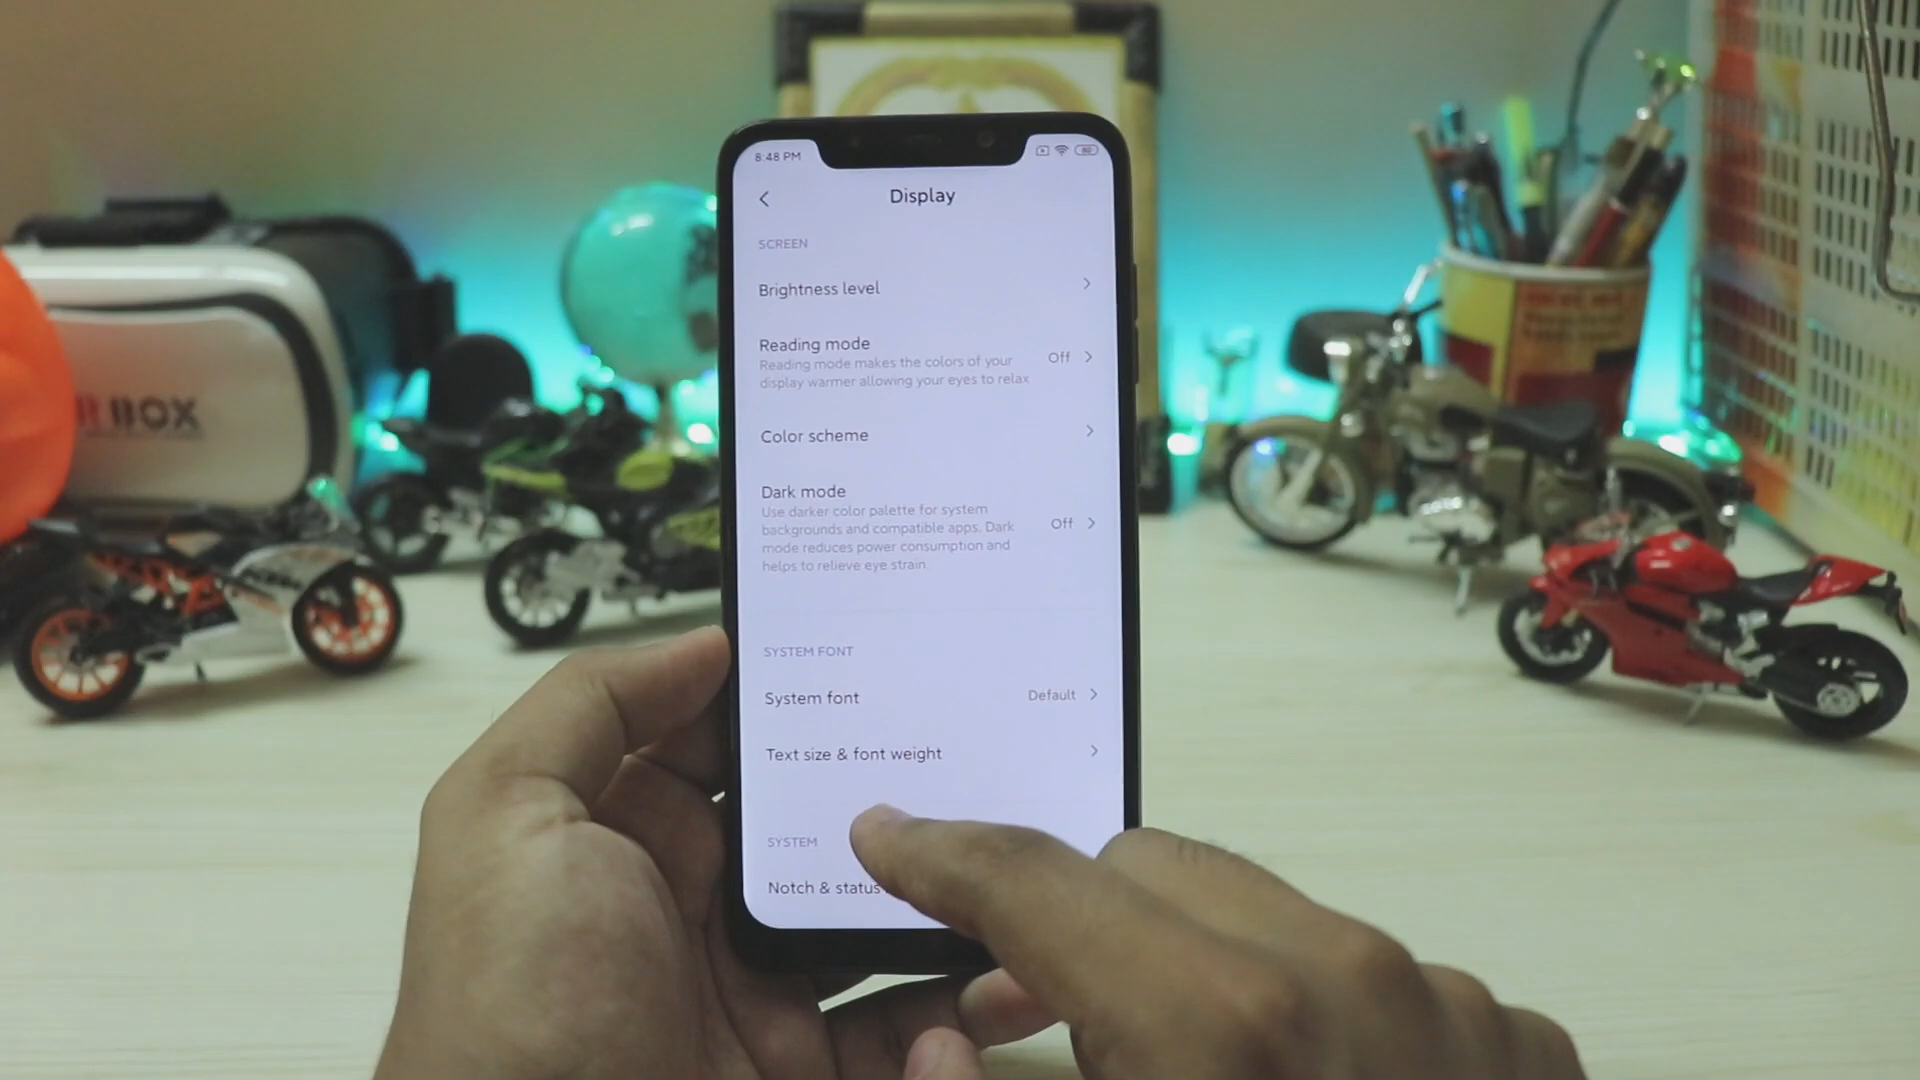 8:48 PM
80
Display
SCREEN
Brightness level
Reading mode
Reading mode makes the colors of your
display warmer allowing your eyes to relax
Off
Color scheme
Dark mode
Use darker color palette for system
backgrounds and compatible apps. Dark
mode reduces power consumption and
helps to relieve eye strain.
Off
SYSTEM FONT
System font
Default
Text size & font weight
SYSTEM
Notch & status
BOX